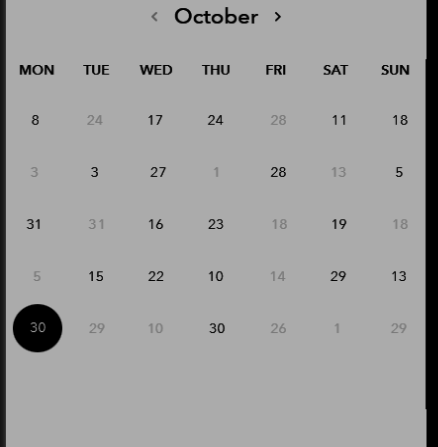 ‹ October ›
MON TUE WED THU FRI SAT SUN
8 24 17 24 28 11 18
3 3 27 1 28 13 5
31 31 16 23 18 19 18
5 15 22 10 14 29 13
30 29 10 30 26 1 29